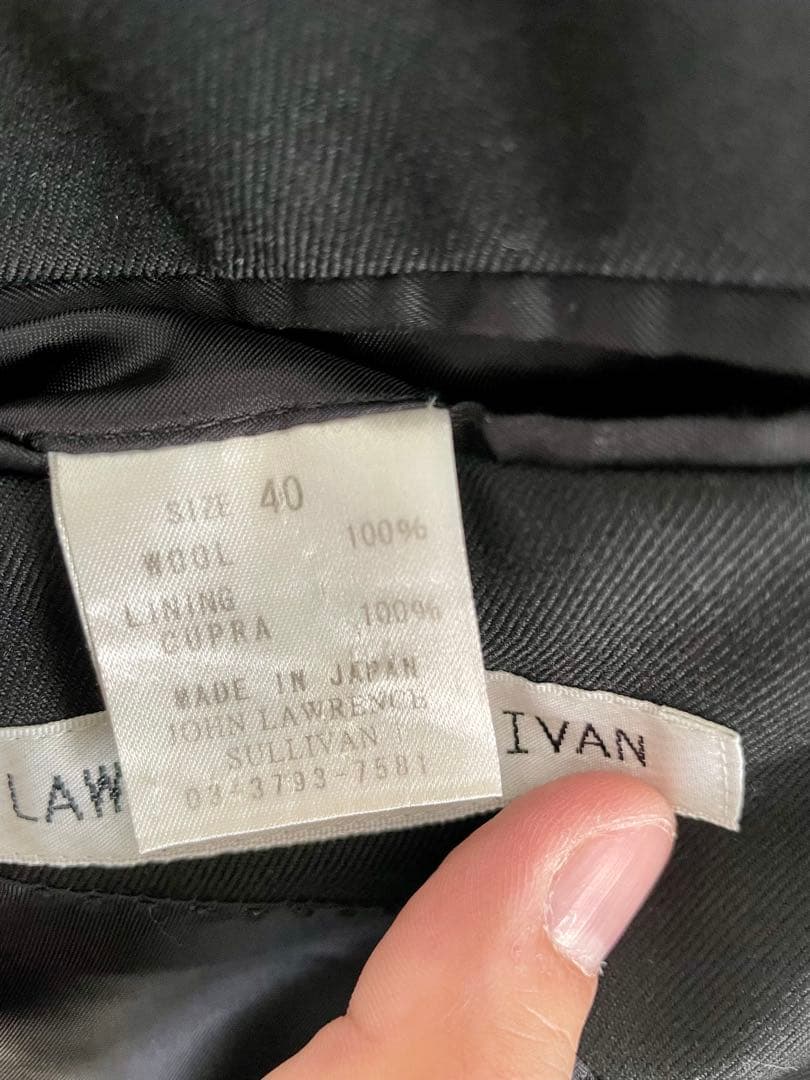 SIZE 40
WOOL 100%
LINING
CUPRA 100%
MADE IN JAPAN
JOHN LAWRENCE
SULLIVAN
03-3793-7581
LAW IVAN